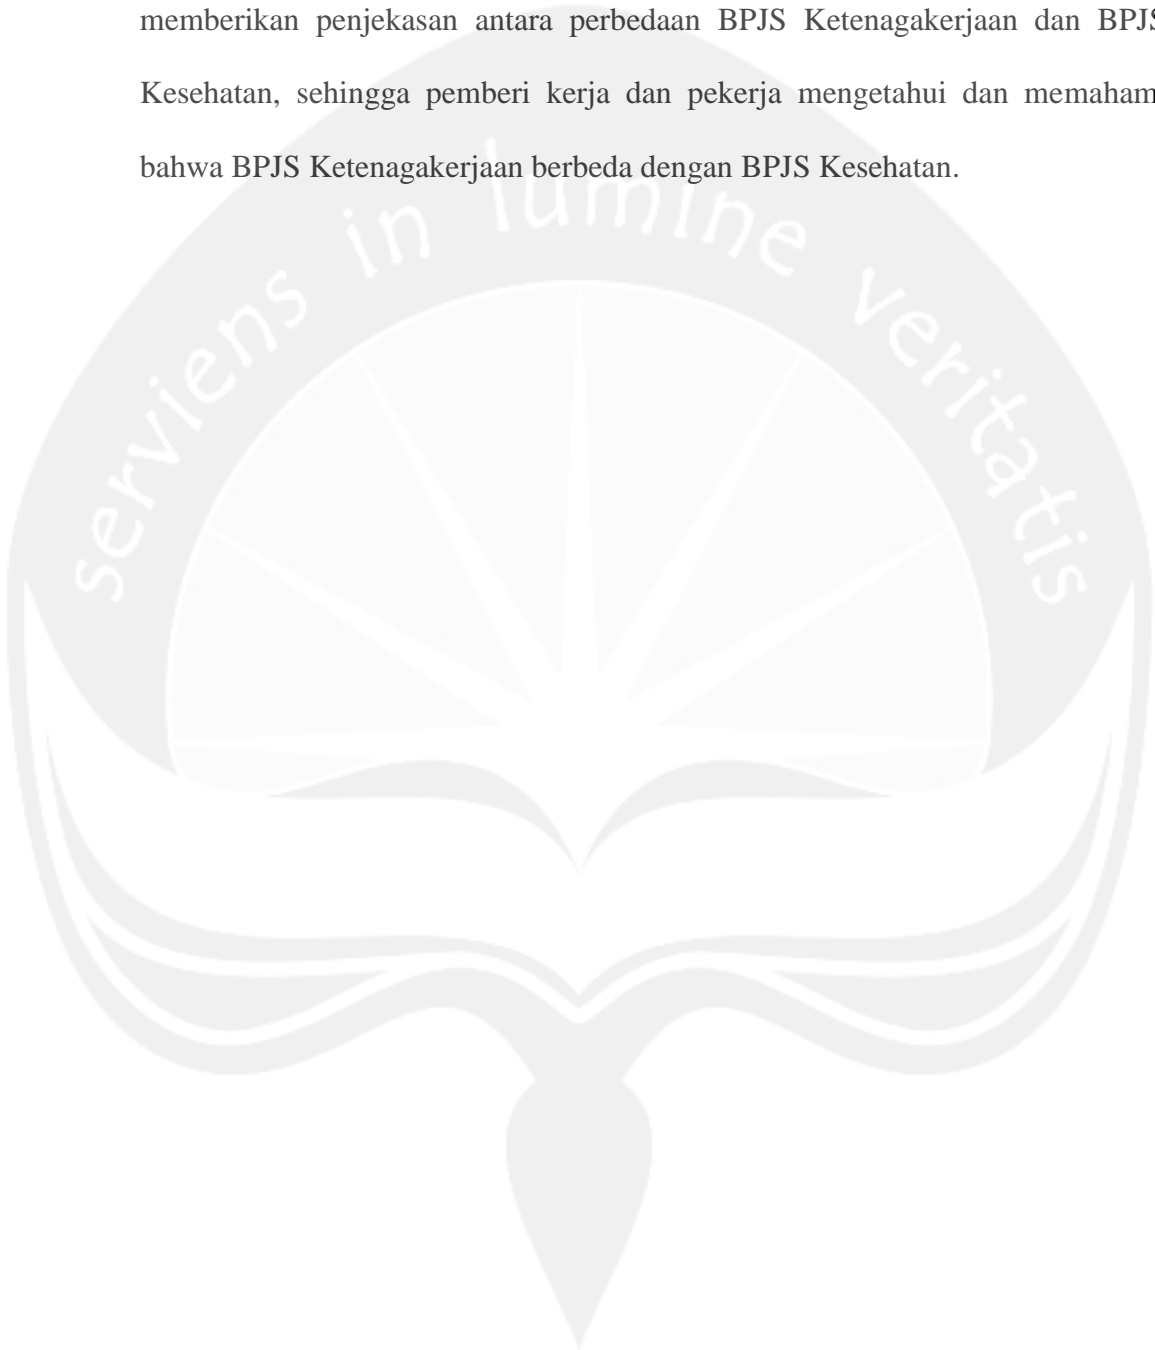 memberikan penjekasan antara perbedaan BPJS Ketenagakerjaan dan BPJS
Kesehatan, sehingga pemberi kerja dan pekerja mengetahui dan memaham
bahwa BPJS Ketenagakerjaan berbeda dengan BPJS Kesehatan.
serviens in lumine veritatis